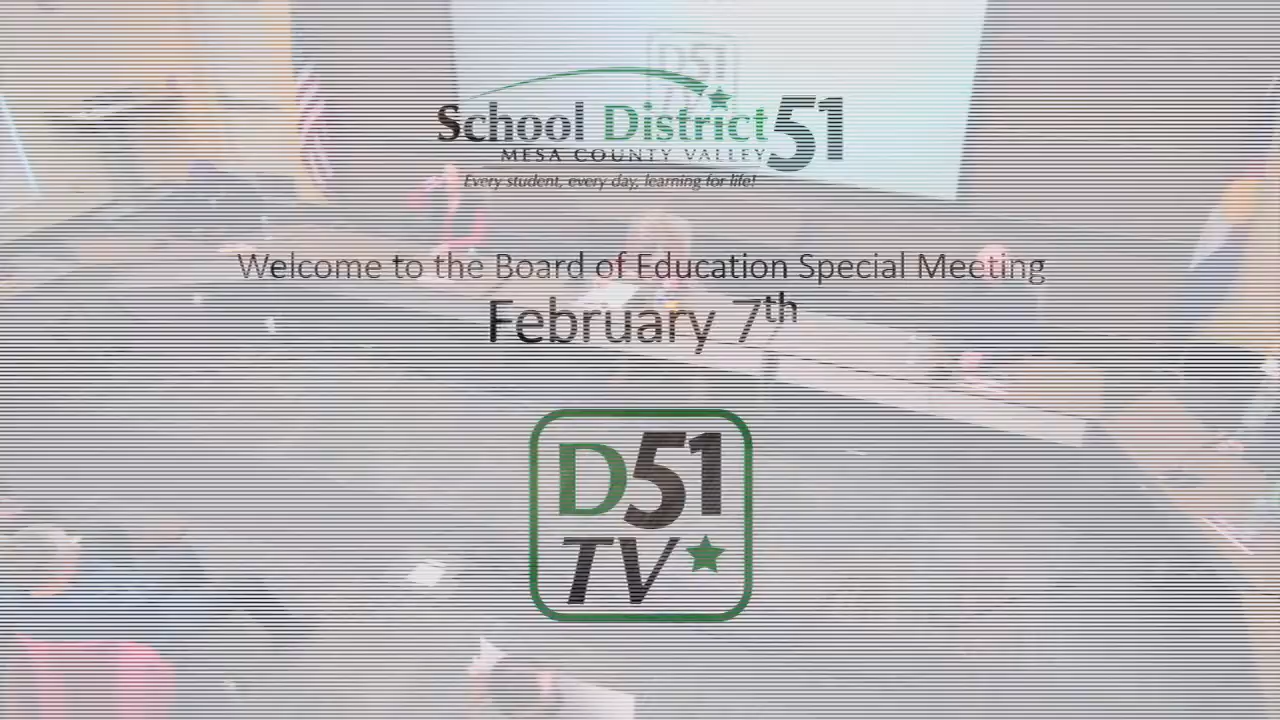 School District 51
MESA COUNTY VALLEY
Every student, every day, learning for life!
Welcome to the Board of Education Special Meeting
February 7th
D51
TV
D51